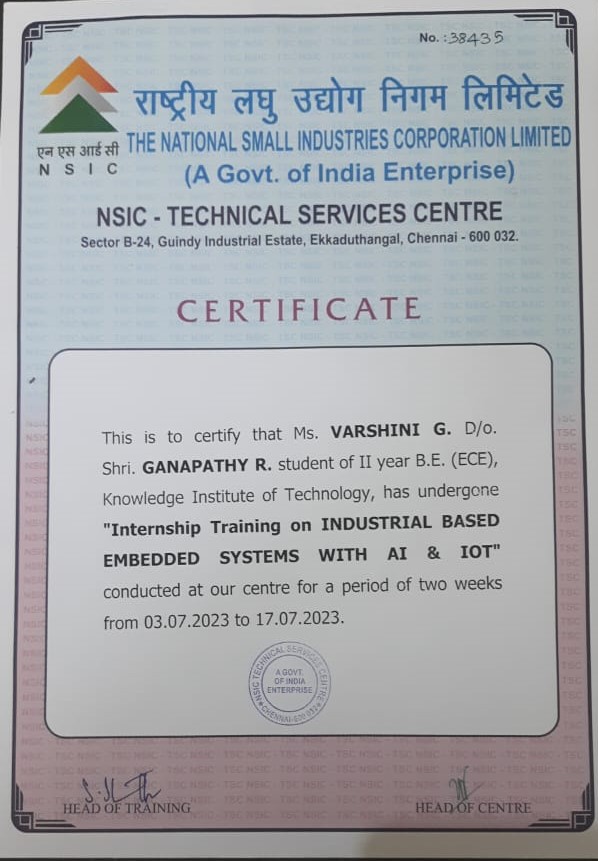 No. :38435
राष्ट्रीय लघु उद्योग निगम लिमिटेड
एन एस आई सी
N S I C
THE NATIONAL SMALL INDUSTRIES CORPORATION LIMITED
(A Govt. of India Enterprise)
NSIC - TECHNICAL SERVICES CENTRE
Sector B-24, Guindy Industrial Estate, Ekkaduthangal, Chennai - 600 032.
CERTIFICATE
This is to certify that Ms. VARSHINI G. D/o.
Shri. GANAPATHY R. student of II year B.E. (ECE),
Knowledge Institute of Technology, has undergone
"Internship Training on INDUSTRIAL BASED
EMBEDDED SYSTEMS WITH AI & IOT"
conducted at our centre for a period of two weeks
from 03.07.2023 to 17.07.2023.
NSIC TECHNICAL SERVICES CENTRE
CHENNAI-600 032
A GOVT.
OF INDIA
ENTERPRISE
HEAD OF TRAINING
HEAD OF CENTRE